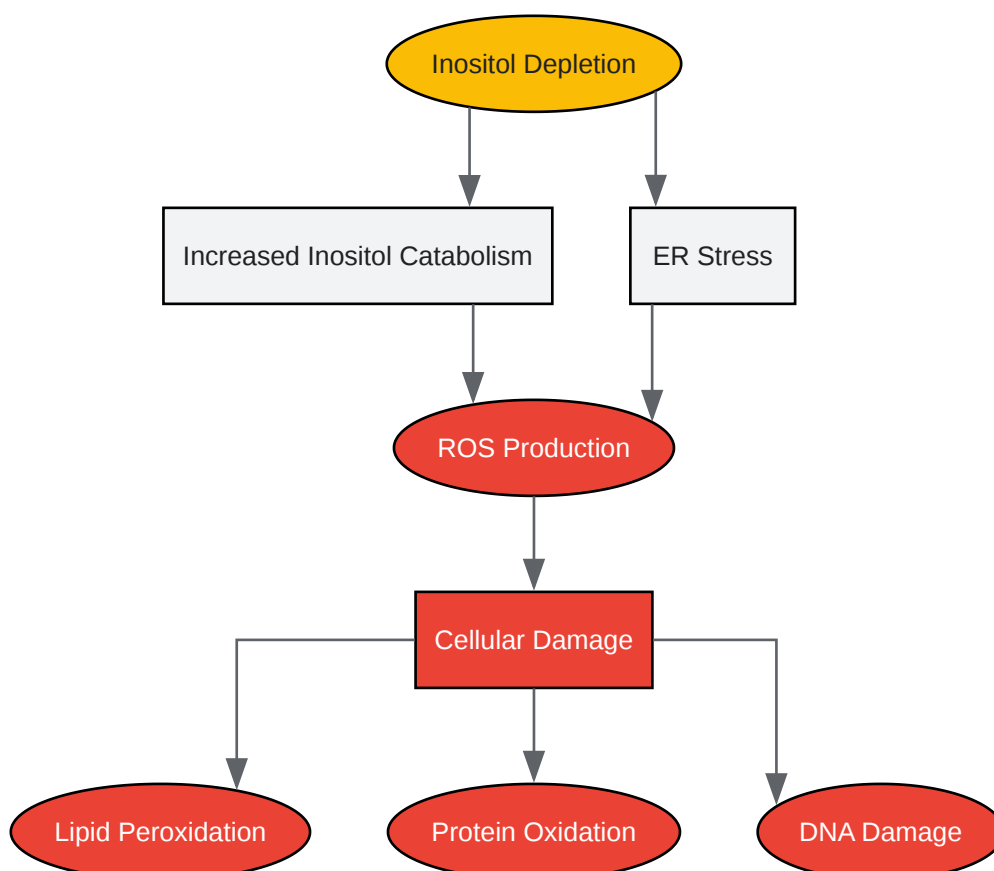 Inositol Depletion
Increased Inositol Catabolism
ER Stress
ROS Production
Cellular Damage
Lipid Peroxidation
Protein Oxidation
DNA Damage